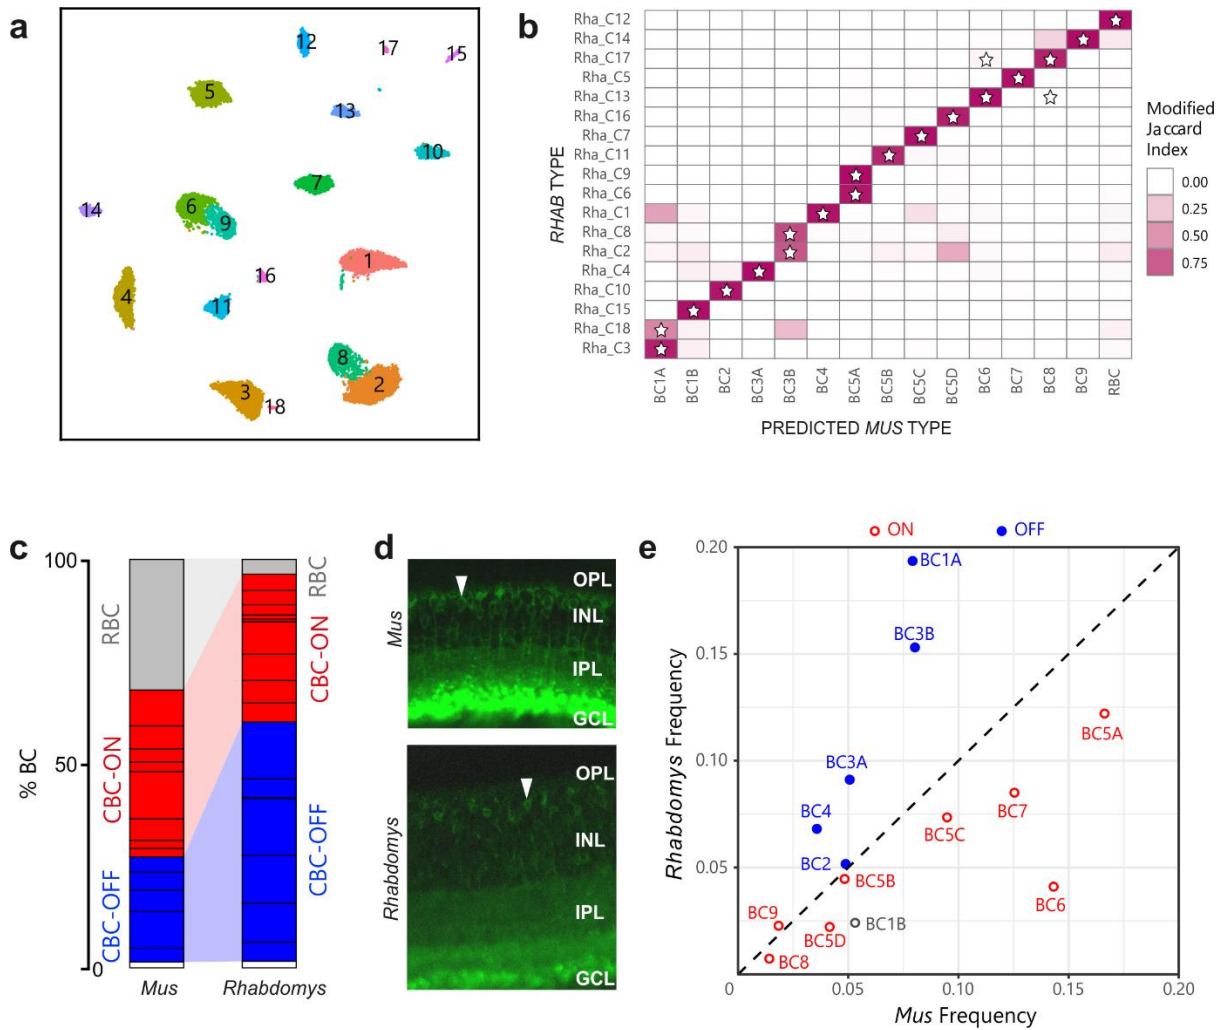 a
12
17
15
5
13
10
7
14
6
9
1
16
4
11
8
3
2
18
b
RHAB TYPE
Rha_C12
Rha_C14
Rha_C17
Rha_C5
Rha_C13
Rha_C16
Rha_C7
Rha_C11
Rha_C9
Rha_C6
Rha_C1
Rha_C8
Rha_C2
Rha_C4
Rha_C10
Rha_C15
Rha_C18
Rha_C3
BC1A
BC1B
BC2
BC3A
BC3B
BC4
BC5A
BC5B
BC5C
BC5D
BC6
BC7
BC8
BC9
RBC
PREDICTED MUS TYPE
Modified
Jaccard
Index
0.00
0.25
0.50
0.75
c
% BC
100
50
0
RBC
CBC-ON
CBC-OFF
RBC
CBC-ON
CBC-OFF
Mus
Rhabdomys
d
Mus
OPL
INL
IPL
GCL
Rhabdomys
OPL
INL
IPL
GCL
e
ON
OFF
Rhabdomys Frequency
0.20
0.15
0.10
0.05
BC1A
BC3B
BC5A
BC3A
BC4
BC7
BC5C
BC2
BC5B
BC6
BC9
BC5D
BC1B
BC8
0
0.05
0.10
0.15
0.20
Mus Frequency